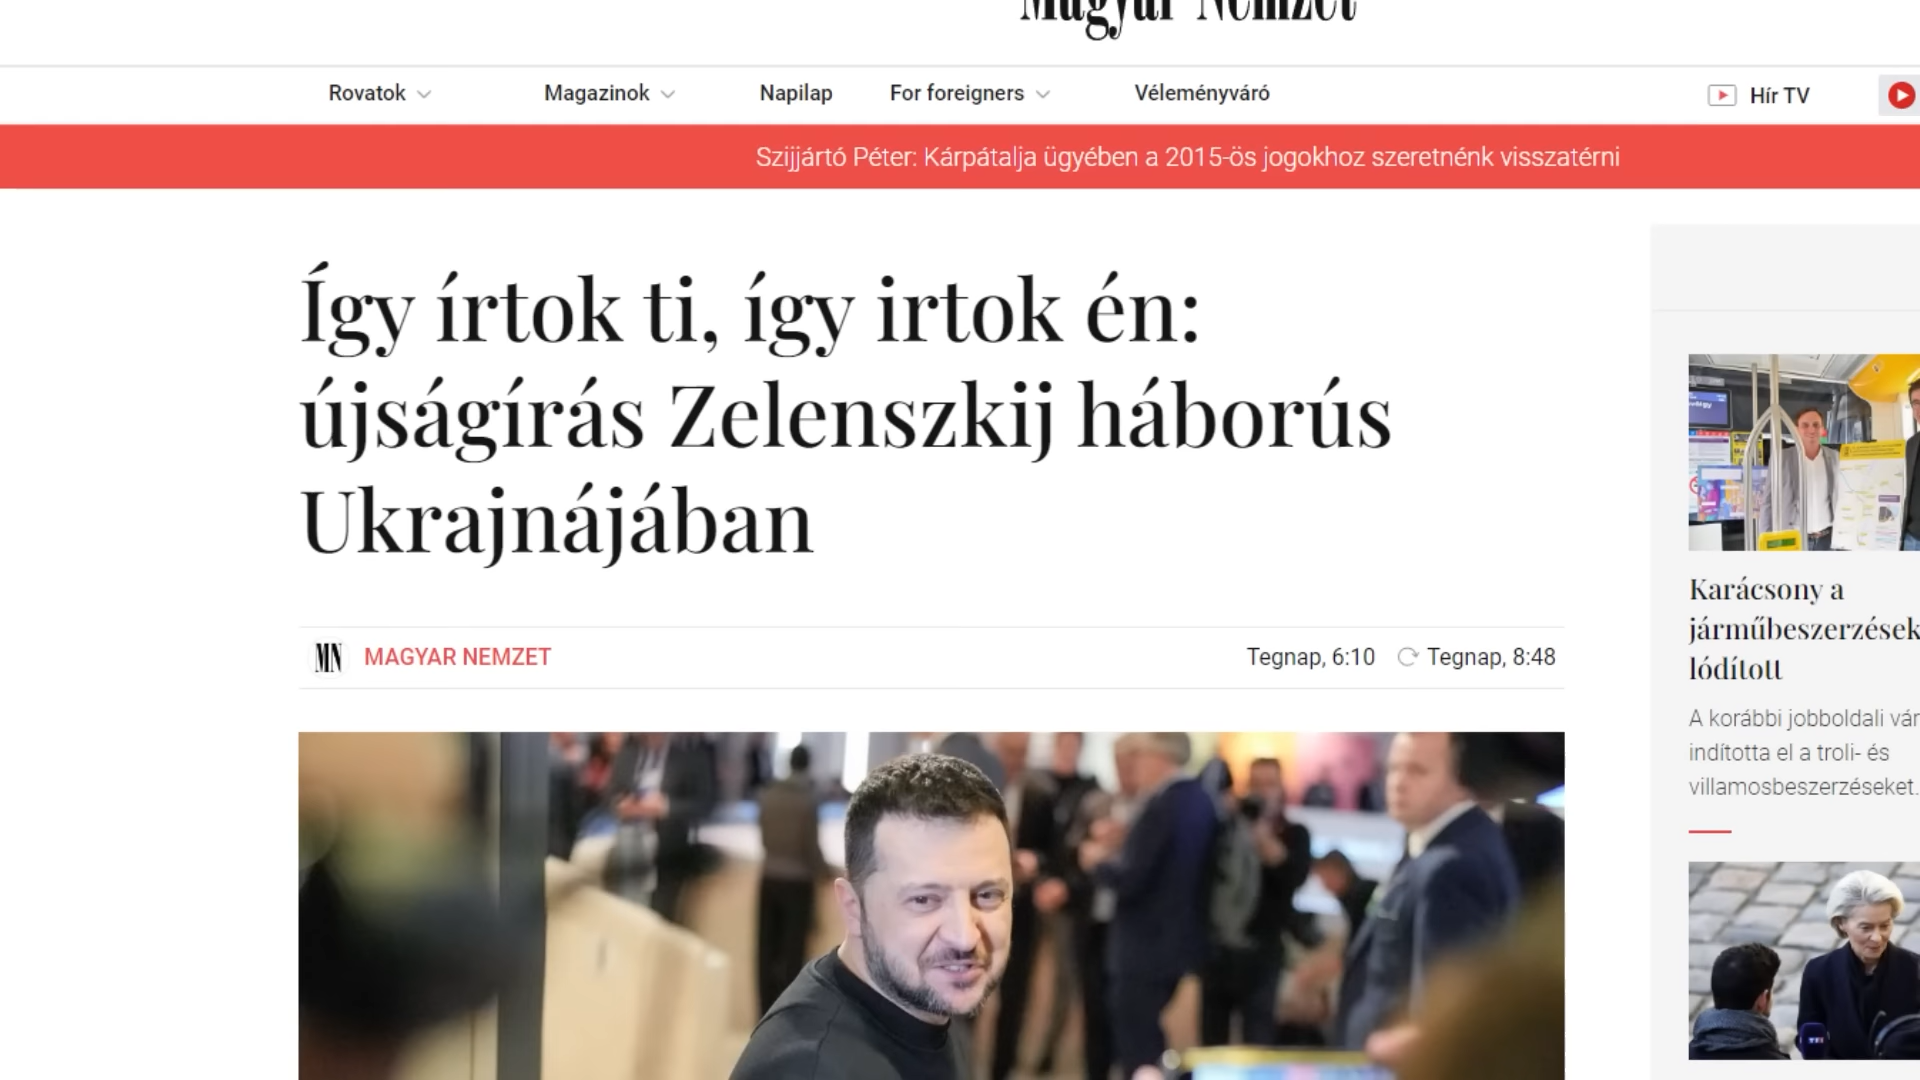 Magyar Nemzet
Rovatok
Magazinok
Napilap
For foreigners
Véleményváró
Hír TV
Szijjártó Péter: Kárpátalja ügyében a 2015-ös jogokhoz szeretnénk visszatérni
Így írtok ti, így irtok én:
újságírás Zelenszkij háborús
Ukrajnájában
MN
MAGYAR NEMZET
Tegnap, 6:10
Tegnap, 8:48
Karácsony a
járműbeszerzések
lódított
A korábbi jobboldali
indította el a troli- és
villamosbeszerzéseket.